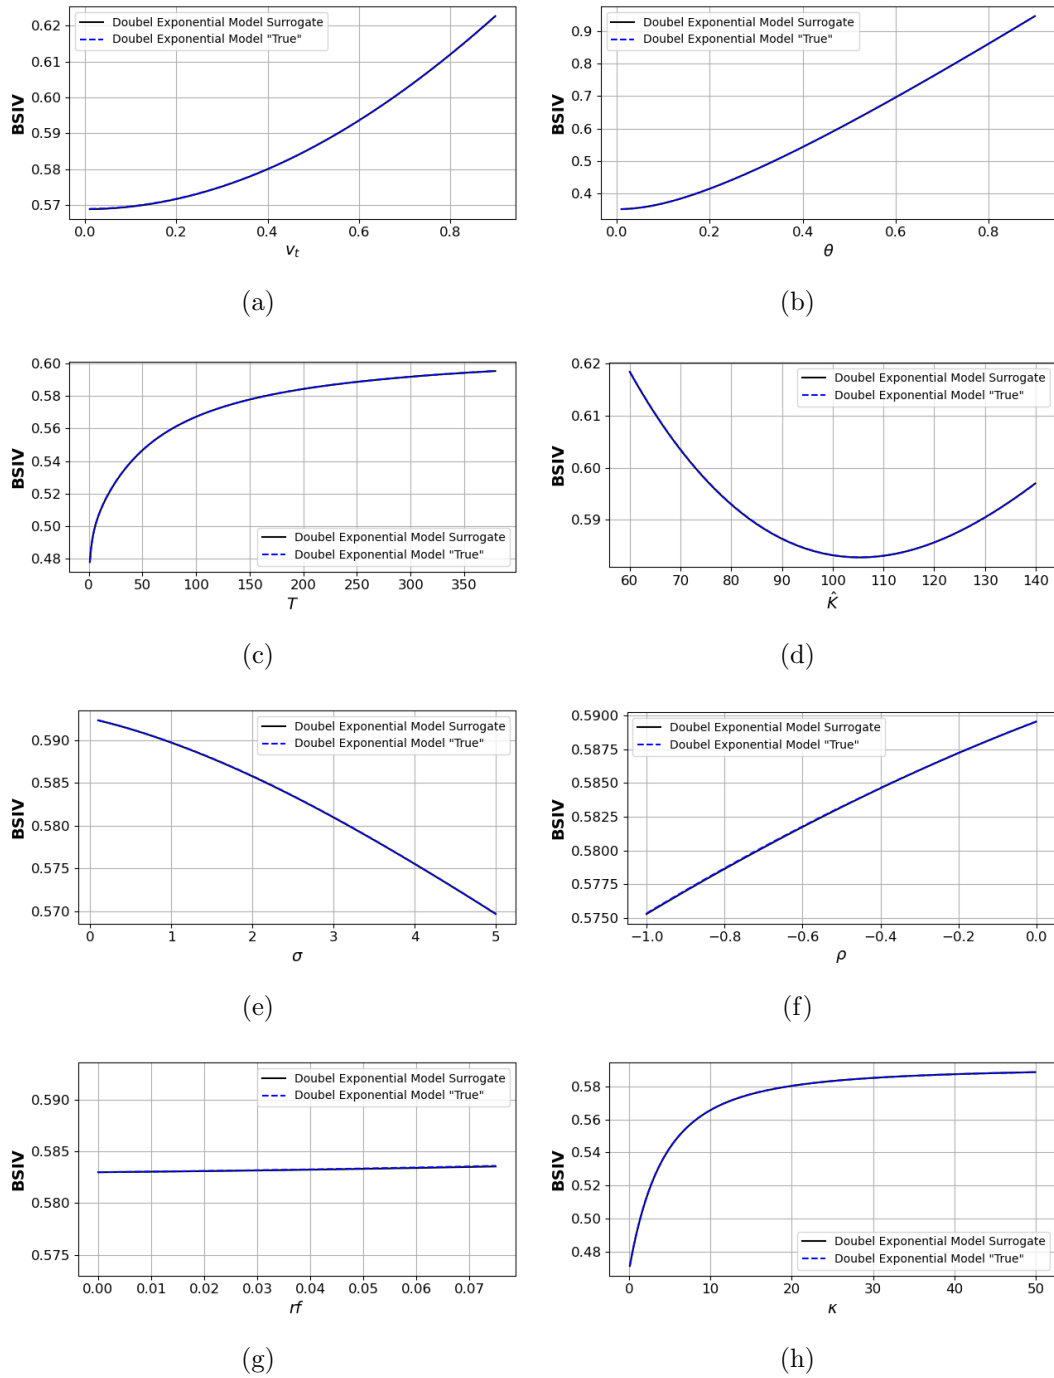 Doubel Exponential Model Surrogate
Doubel Exponential Model "True"
BSIV
0.62
0.61
0.60
0.59
0.58
0.57
0.0 0.2 0.4 0.6 0.8
v_t
(a)
Doubel Exponential Model Surrogate
Doubel Exponential Model "True"
BSIV
0.9
0.8
0.7
0.6
0.5
0.4
0.0 0.2 0.4 0.6 0.8
θ
(b)
0.60
0.58
0.56
0.54
0.52
0.50
0.48
BSIV
Doubel Exponential Model Surrogate
Doubel Exponential Model "True"
0 50 100 150 200 250 300 350
T
(c)
0.62
0.61
0.60
0.59
BSIV
Doubel Exponential Model Surrogate
Doubel Exponential Model "True"
60 70 80 90 100 110 120 130 140
K̂
(d)
Doubel Exponential Model Surrogate
Doubel Exponential Model "True"
BSIV
0.590
0.585
0.580
0.575
0.570
0 1 2 3 4 5
σ
(e)
Doubel Exponential Model Surrogate
Doubel Exponential Model "True"
BSIV
0.5900
0.5875
0.5850
0.5825
0.5800
0.5775
0.5750
−1.0 −0.8 −0.6 −0.4 −0.2 0.0
ρ
(f)
Doubel Exponential Model Surrogate
Doubel Exponential Model "True"
BSIV
0.590
0.585
0.580
0.575
0.00 0.01 0.02 0.03 0.04 0.05 0.06 0.07
rf
(g)
0.58
0.56
0.54
0.52
0.50
0.48
BSIV
Doubel Exponential Model Surrogate
Doubel Exponential Model "True"
0 10 20 30 40 50
κ
(h)